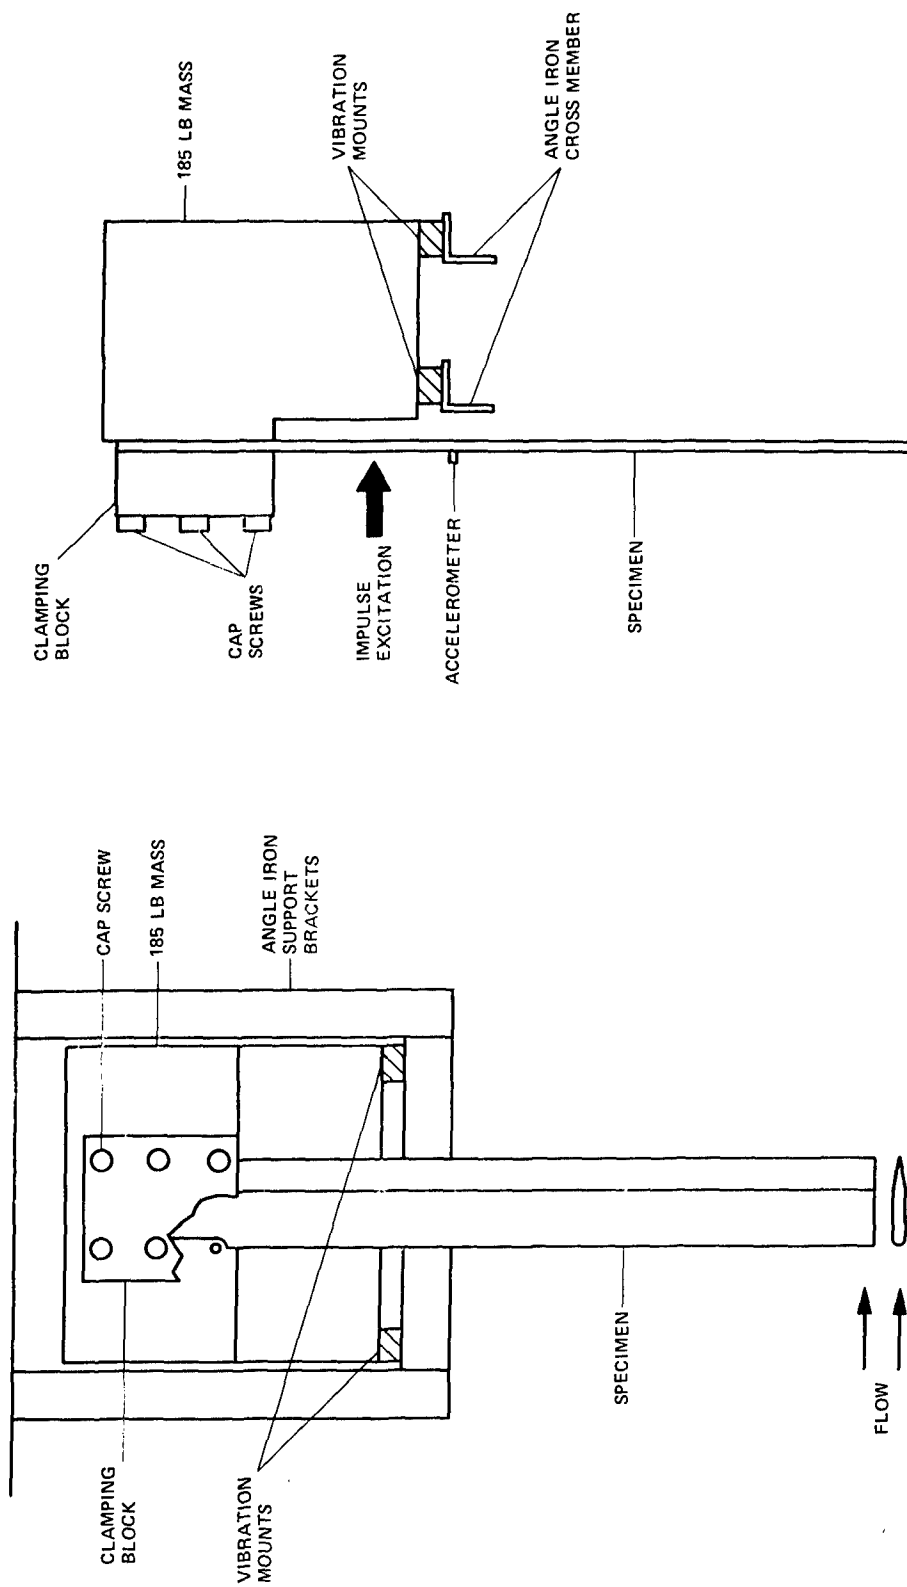 CLAMPING
BLOCK
CAP SCREW
185 LB MASS
VIBRATION
MOUNTS
ANGLE IRON
SUPPORT
BRACKETS
SPECIMEN
FLOW
CLAMPING
BLOCK
185 LB MASS
CAP
SCREWS
VIBRATION
MOUNTS
IMPULSE
EXCITATION
ACCELEROMETER
ANGLE IRON
CROSS MEMBER
SPECIMEN